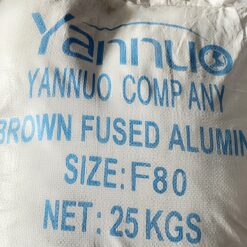 Yannuo
YANNUO COMPANY
BROWN FUSED ALUMIN
SIZE: F80
NET: 25KGS